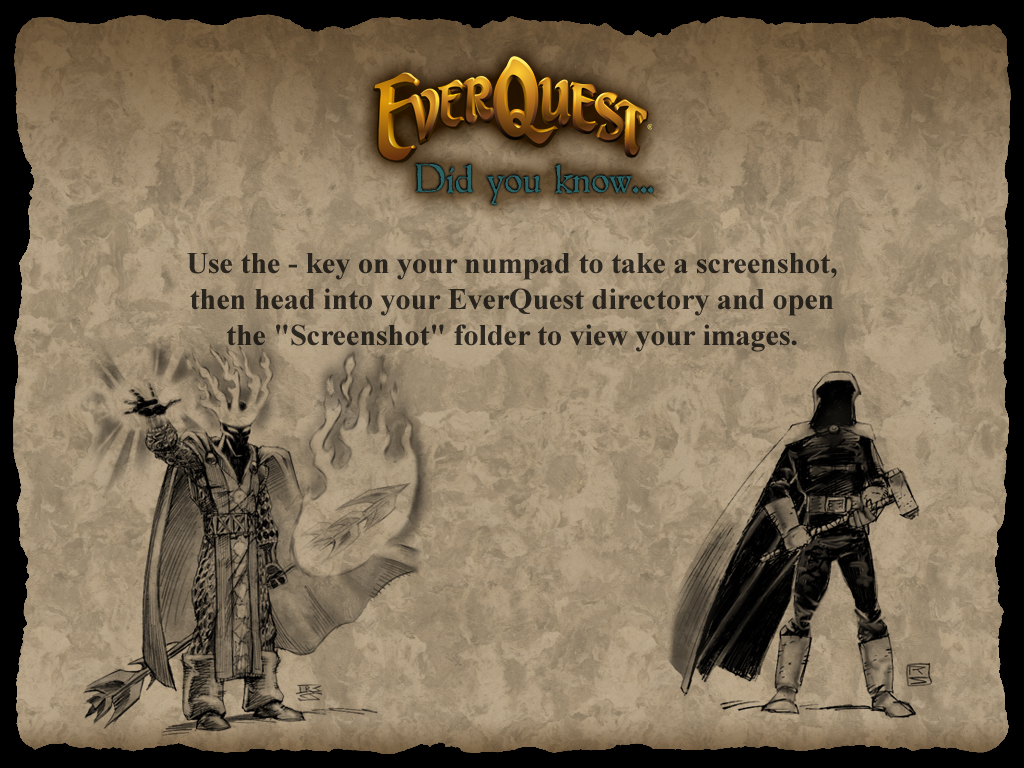 EverQuest
Did you know...
Use the - key on your numpad to take a screenshot,
then head into your EverQuest directory and open
the "Screenshot" folder to view your images.